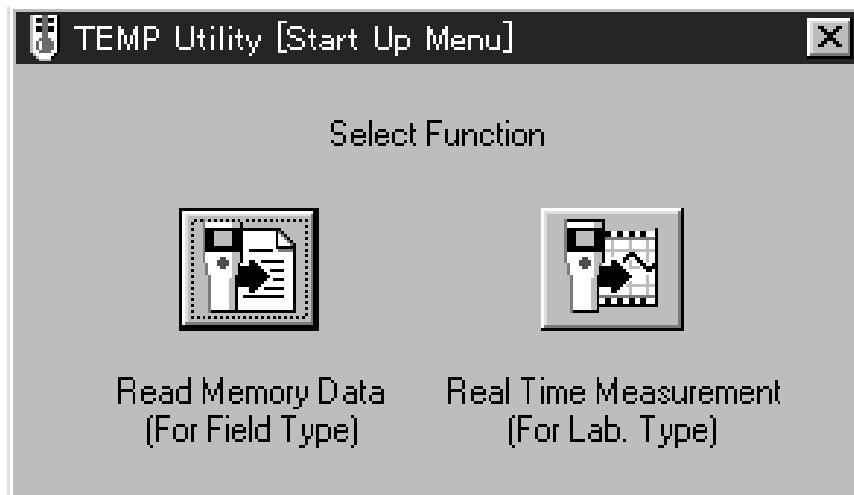 TEMP Utility [Start Up Menu]
Select Function
Read Memory Data
(For Field Type)
Real Time Measurement
(For Lab. Type)